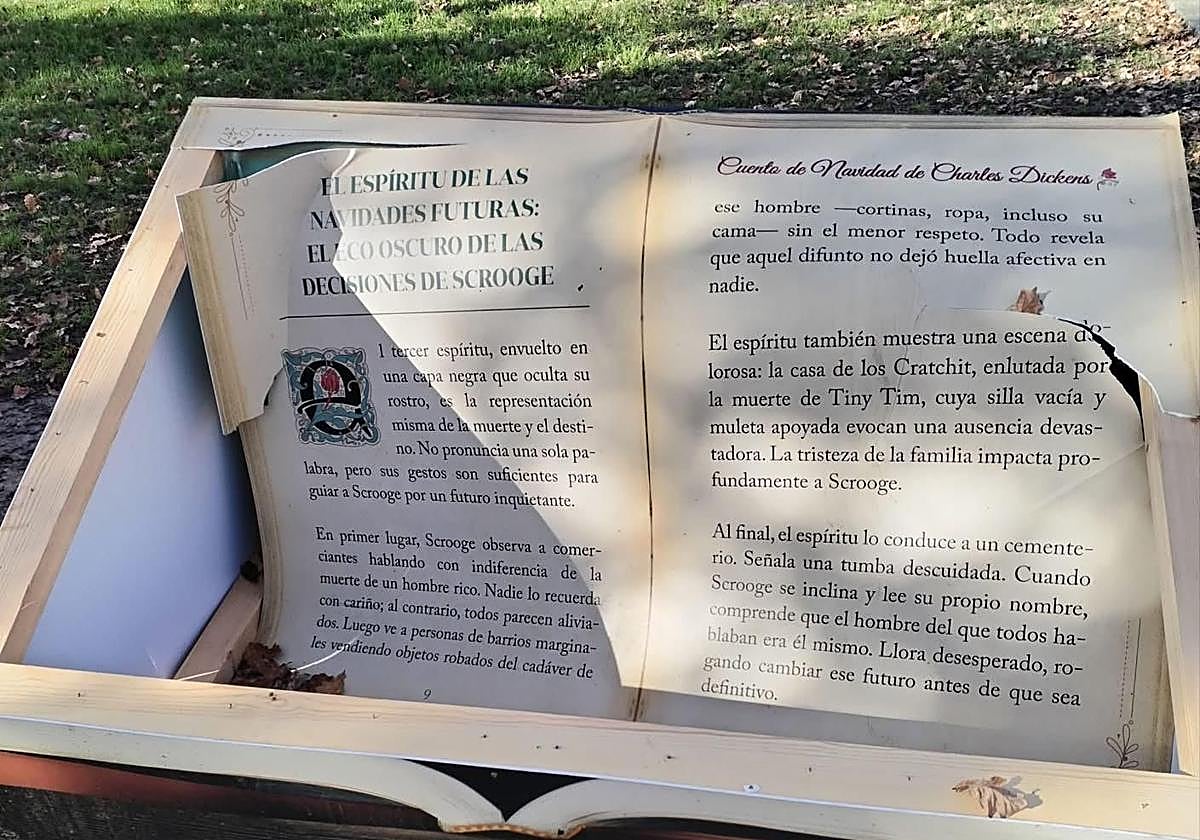 EL ESPÍRITU DE LAS
NAVIDADES FUTURAS:
EL ECO OSCURO DE LAS
DECISIONES DE SCROOGE
El tercer espíritu, envuelto en
una capa negra que oculta su
rostro, es la representación
misma de la muerte y el desti-
no. No pronuncia una sola pa-
labra, pero sus gestos son suficientes para
guiar a Scrooge por un futuro inquietante.
En primer lugar, Scrooge observa a comer-
ciantes hablando con indiferencia de la
muerte de un hombre rico. Nadie lo recuerda
con cariño; al contrario, todos parecen alivia-
dos. Luego ve a personas de barrios margina-
les vendiendo objetos robados del cadáver de
9
Cuento de Navidad de Charles Dickens
ese hombre —cortinas, ropa, incluso su
cama— sin el menor respeto. Todo revela
que aquel difunto no dejó huella afectiva en
nadie.
El espíritu también muestra una escena do-
lorosa: la casa de los Cratchit, enlutada por
la muerte de Tiny Tim, cuya silla vacía y
muleta apoyada evocan una ausencia devas-
tadora. La tristeza de la familia impacta pro-
fundamente a Scrooge.
Al final, el espíritu lo conduce a un cemente-
rio. Señala una tumba descuidada. Cuando
Scrooge se inclina y lee su propio nombre,
comprende que el hombre del que todos ha-
blaban era él mismo. Llora desesperado, ro-
gando cambiar ese futuro antes de que sea
definitivo.